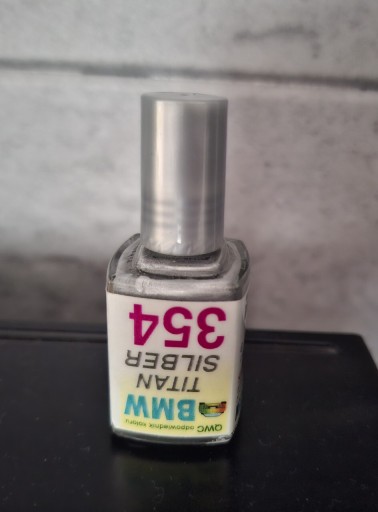 QWC odpowiednik koloru
BMW
TITAN
SILBER
354